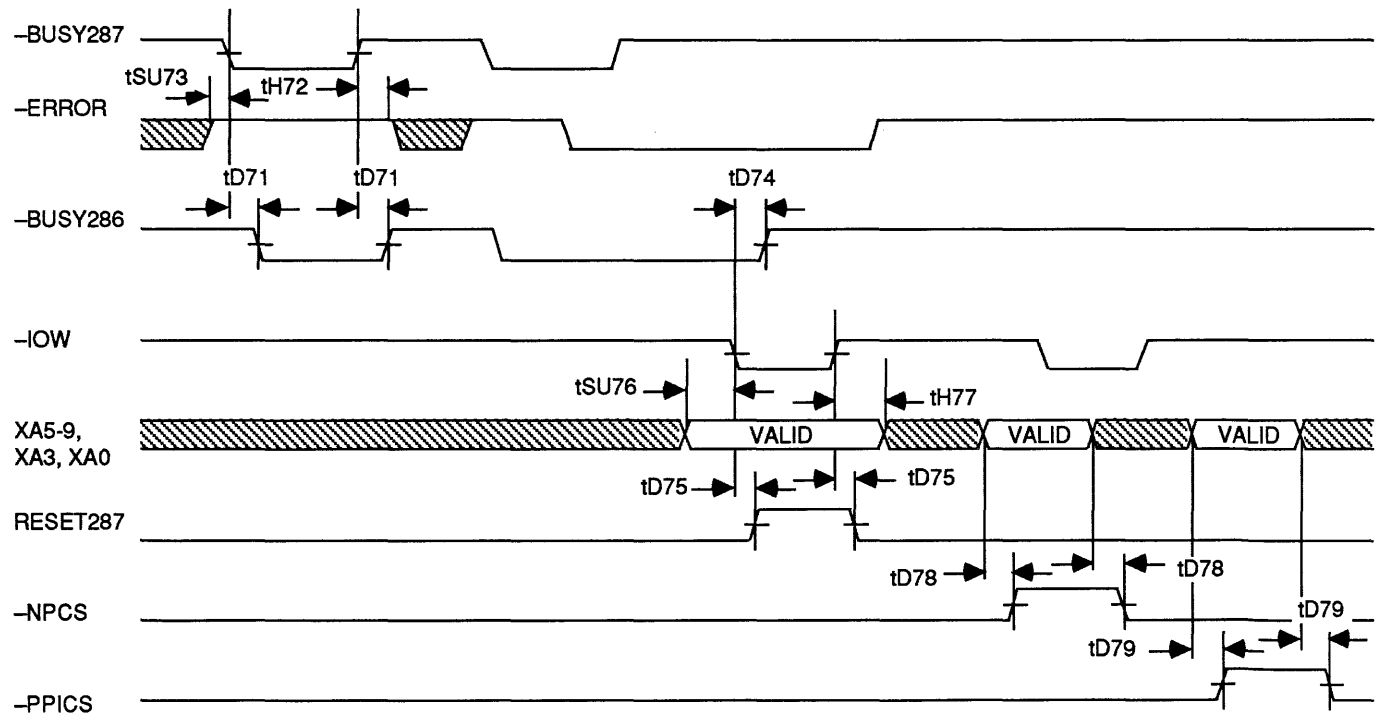 –BUSY287
tSU73
tH72
–ERROR
tD71
tD71
tD74
–BUSY286
–IOW
tSU76
tH77
XA5-9,
XA3, XA0
VALID
VALID
VALID
tD75
tD75
RESET287
tD78
tD78
–NPCS
tD79
tD79
–PPICS